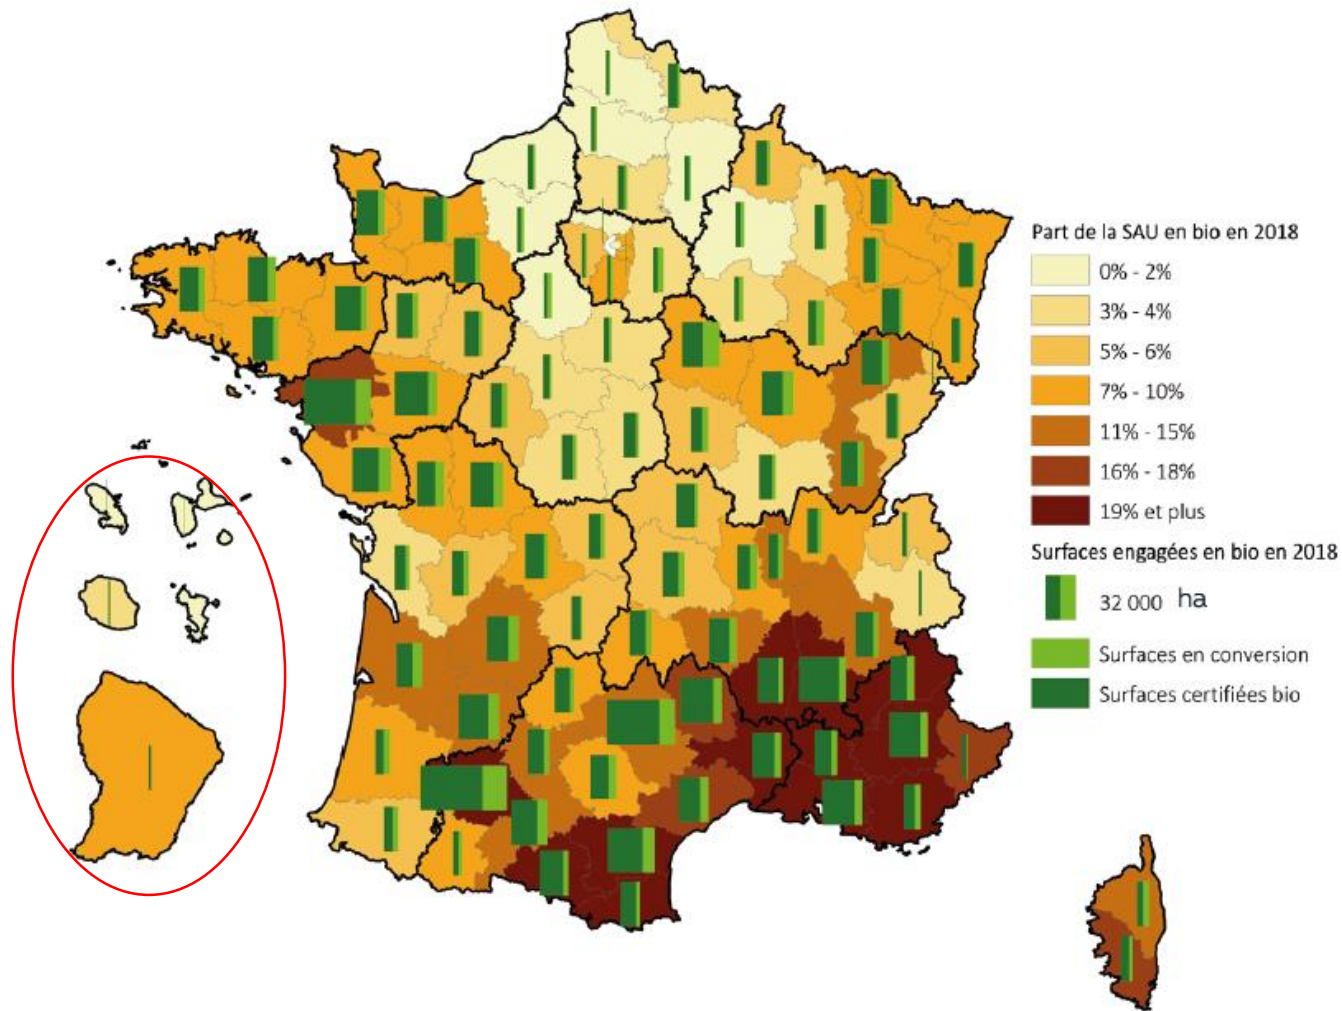 Part de la SAU en bio en 2018
0% - 2%
3% - 4%
5% - 6%
7% - 10%
11% - 15%
16% - 18%
19% et plus
Surfaces engagées en bio en 2018
32 000 ha
Surfaces en conversion
Surfaces certifiées bio